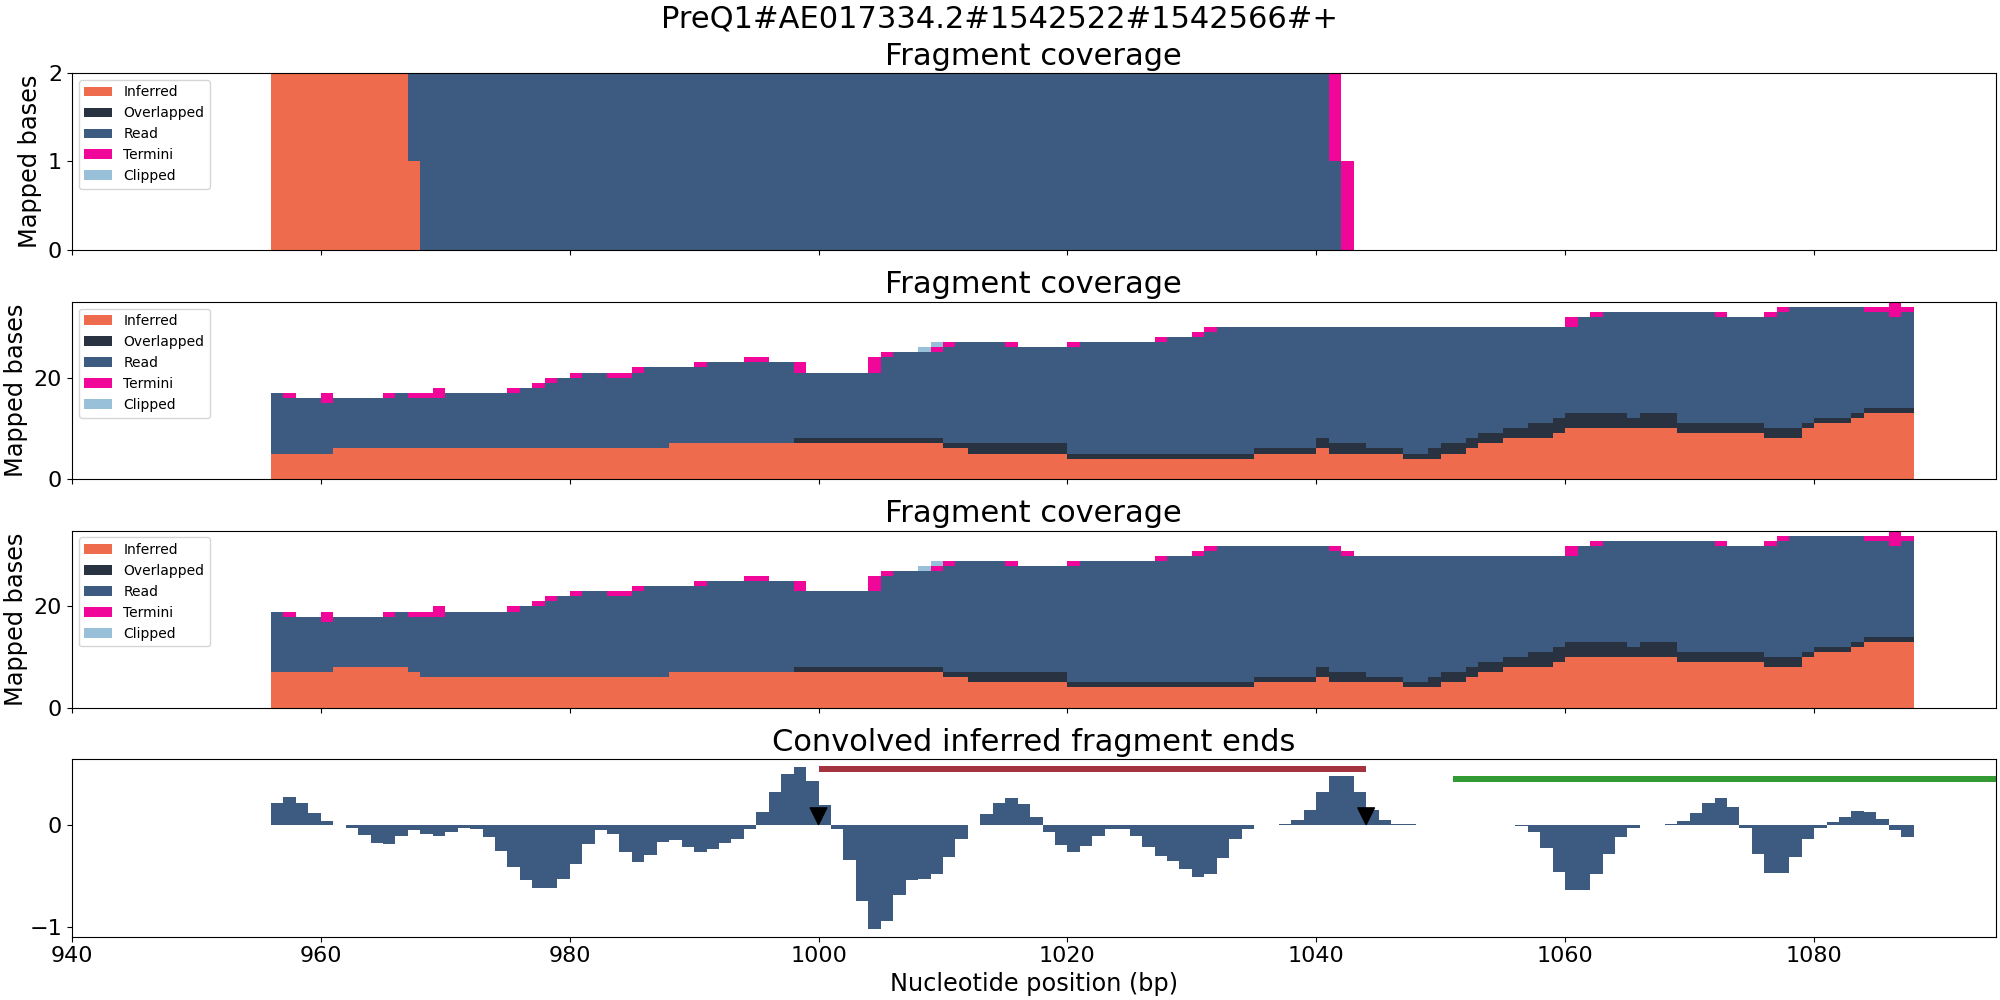 PreQ1#AE017334.2#1542522#1542566#+
Fragment coverage
Mapped bases
2
1
0
Inferred
Overlapped
Read
Termini
Clipped
Fragment coverage
Mapped bases
20
0
Inferred
Overlapped
Read
Termini
Clipped
Fragment coverage
Mapped bases
20
0
Inferred
Overlapped
Read
Termini
Clipped
Convolved inferred fragment ends
0
−1
940 960 980 1000 1020 1040 1060 1080
Nucleotide position (bp)